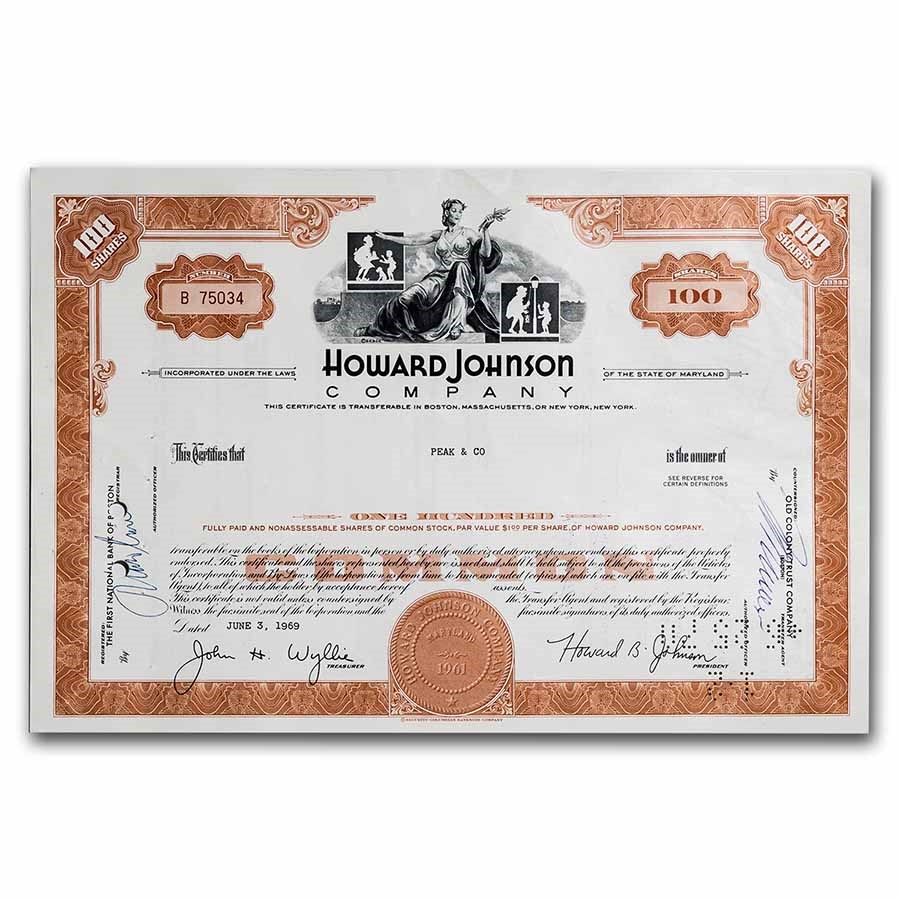 100 SHARES
100 SHARES
NUMBER
B 75034
SHARES
100
HOWARD JOHNSON
COMPANY
INCORPORATED UNDER THE LAWS
OF THE STATE OF MARYLAND
THIS CERTIFICATE IS TRANSFERABLE IN BOSTON, MASSACHUSETTS, OR NEW YORK, NEW YORK.
This Certifies that
PEAK & CO
is the owner of
SEE REVERSE FOR
CERTAIN DEFINITIONS
ONE HUNDRED
FULLY PAID AND NONASSESSABLE SHARES OF COMMON STOCK, PAR VALUE $1.00 PER SHARE, OF HOWARD JOHNSON COMPANY,
transferable on the books of the Corporation in person or by duly authorized attorney upon surrender of this certificate properly
endorsed. This certificate and the shares represented hereby are issued and shall be held subject to all the provisions of the Articles
of Incorporation and By-Laws of the Corporation as from time to time amended (copies of which are on file with the Transfer
Agent), to all of which the holder by acceptance hereof assents.
This certificate is not valid unless countersigned by the Transfer Agent and registered by the Registrar.
Witness the facsimile seal of the Corporation and the facsimile signatures of its duly authorized officers.
Dated JUNE 3, 1969
John H. Wyllie
TREASURER
HOWARD JOHNSON COMPANY
MARYLAND
1961
Howard B. Johnson
PRESIDENT
REGISTERED:
THE FIRST NATIONAL BANK OF BOSTON
REGISTRAR
By
AUTHORIZED OFFICER
COUNTERSIGNED:
OLD COLONY TRUST COMPANY
(BOSTON)
TRANSFER AGENT
By
AUTHORIZED OFFICER
© SECURITY-COLUMBIAN BANKNOTE COMPANY